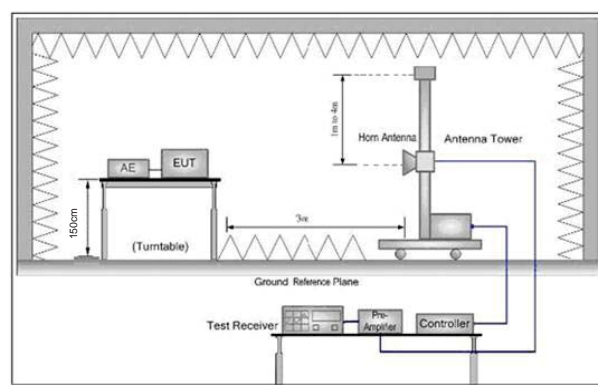 1m to 4m
Horn Antenna
Antenna Tower
AE
EUT
150cm
(Turntable)
3m
Ground Reference Plane
Test Receiver
Pre-
Amplifier
Controller